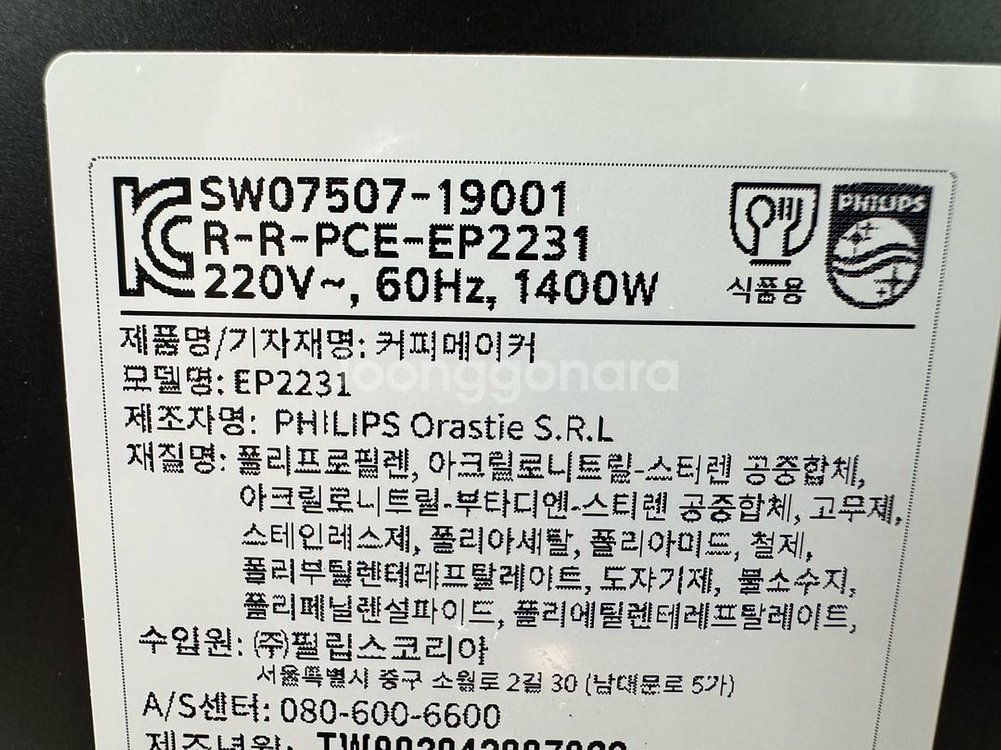 SW07507-19001
R-R-PCE-EP2231
220V~, 60Hz, 1400W
PHILIPS
식품용
제품명/기자재명: 커피메이커
모델명: EP2231
joonggonara
제조자명: PHILIPS Orastie S.R.L
재질명: 폴리프로필렌, 아크릴로니트릴-스티렌 공중합체,
아크릴로니트릴-부타디엔-스티렌 공중합체, 고무제,
스테인레스제, 폴리아세탈, 폴리아미드, 철제,
폴리부틸렌테레프탈레이트, 도자기제, 불소수지,
폴리페닐렌설파이드, 폴리에틸렌테레프탈레이트,
수입원: ㈜필립스코리아
서울특별시 중구 소월로 2길 30 (남대문로 5가)
A/S센터: 080-600-6600
제조년월: